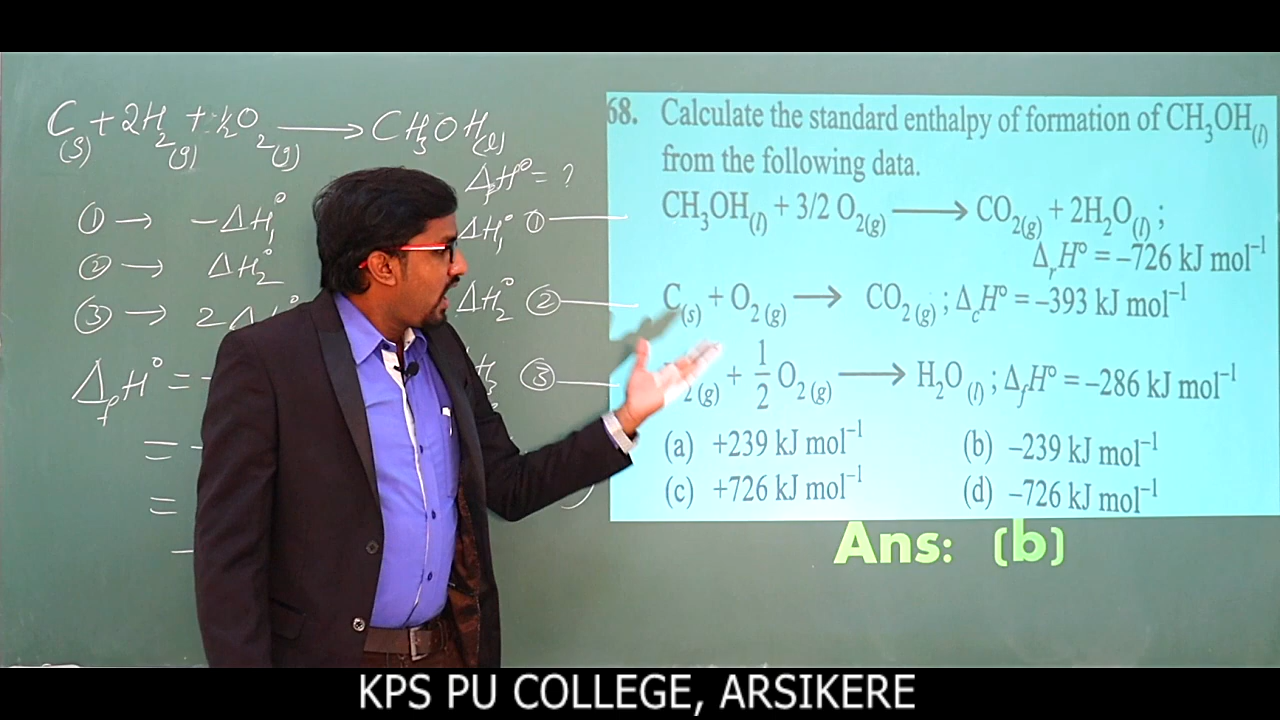 C(s) + 2H₂(g) + ½O₂(g) ⟶ CH₃OH(l)
ΔfH° = ?
① → −ΔH₁°
② → ΔH₂°
③ → 2Δ
ΔfH° = −
= −
=
ΔH₁° ①
ΔH₂° ②
③
68. Calculate the standard enthalpy of formation of CH₃OH(l)
from the following data.
CH₃OH(l) + 3/2 O₂(g) ⟶ CO₂(g) + 2H₂O(l) ;
ΔrH° = –726 kJ mol⁻¹
C(s) + O₂(g) ⟶ CO₂(g) ; ΔcH° = –393 kJ mol⁻¹
₂(g) + 1/2 O₂(g) ⟶ H₂O(l) ; ΔfH° = –286 kJ mol⁻¹
(a) +239 kJ mol⁻¹ (b) –239 kJ mol⁻¹
(c) +726 kJ mol⁻¹ (d) –726 kJ mol⁻¹
Ans: (b)
KPS PU COLLEGE, ARSIKERE